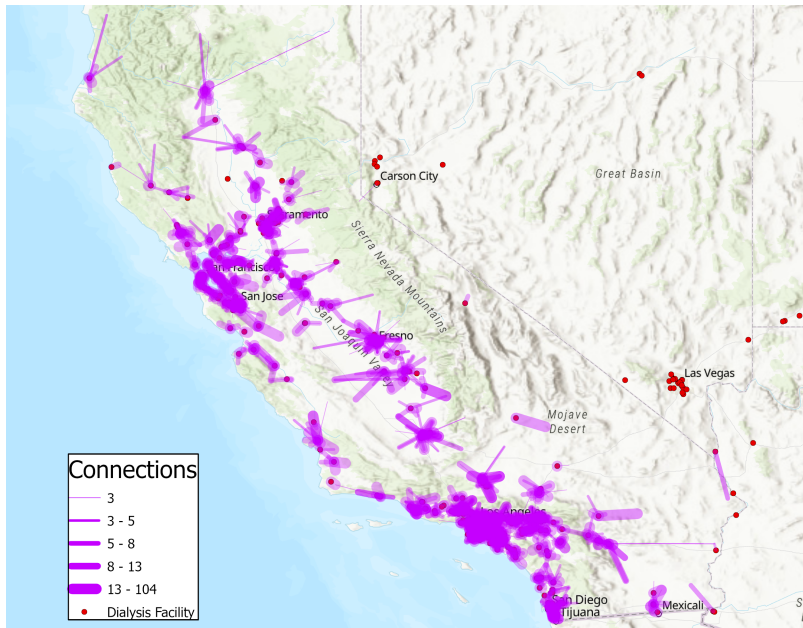 Carson City
Great Basin
Sacramento
Sierra Nevada Mountains
San Francisco
San Jose
San Joaquin Valley
Fresno
Las Vegas
Mojave
Desert
Los Angeles
San Diego
Tijuana
Mexicali
S
Connections
3
3 - 5
5 - 8
8 - 13
13 - 104
Dialysis Facility